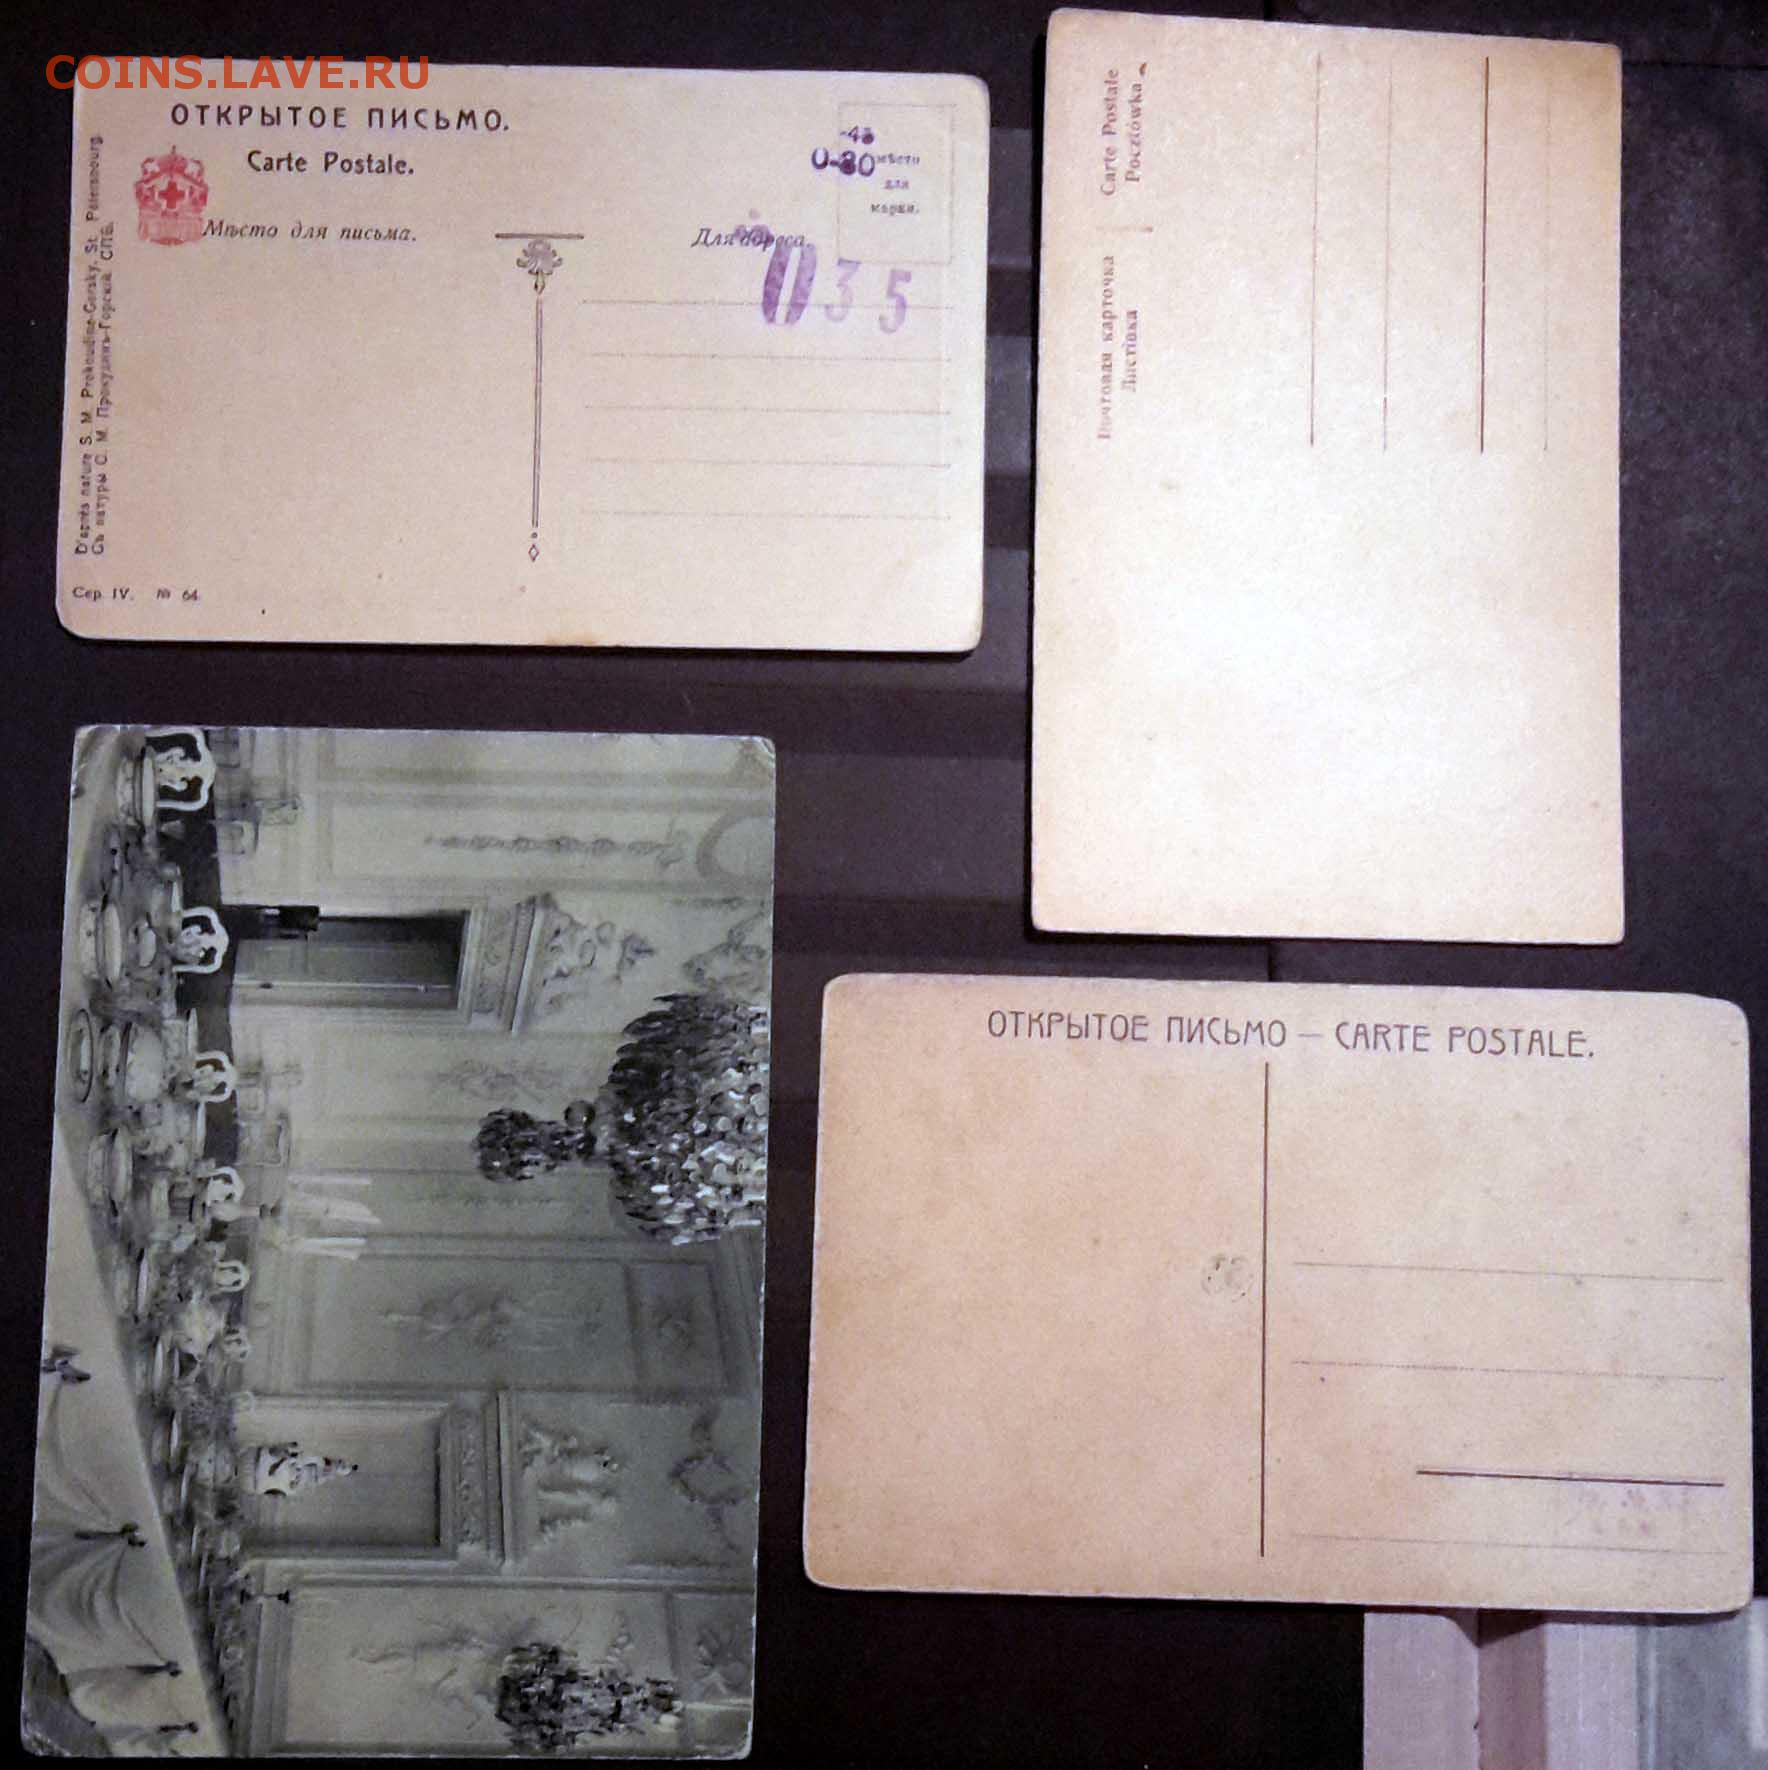 COINS.LAVE.RU
ОТКРЫТОЕ ПИСЬМО.
Carte Postale.
-43
0-80
мѣсто
для
марки.
Мѣсто для письма.
Для адреса.
035
D'après nature S. M. Prokoudine-Gorsky, St. Petersbourg.
Съ натуры С. М. Прокудинъ-Горскій. СПБ.
Сер. IV. № 64.
Почтовая карточка Carte Postale
Листівка Pocztówka
ОТКРЫТОЕ ПИСЬМО — CARTE POSTALE.